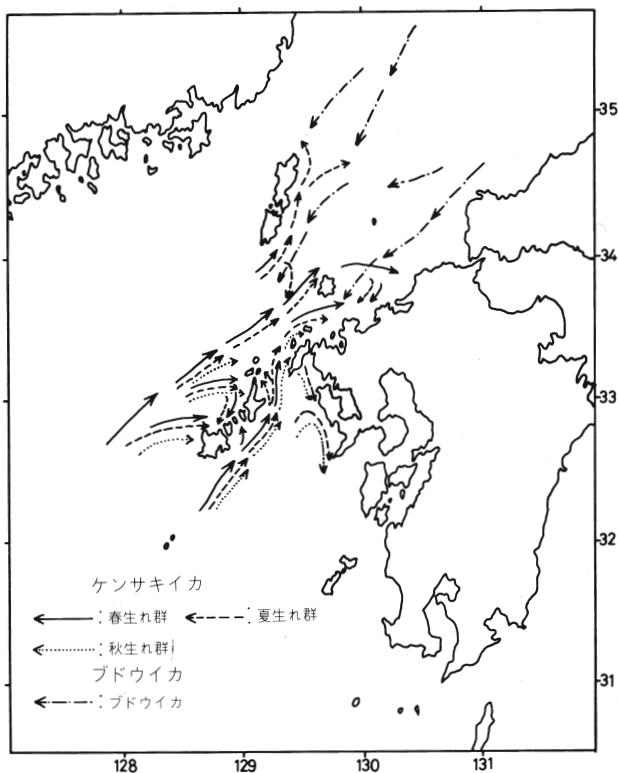 35
34
33
32
31
ケンサキイカ
:春生れ群 :夏生れ群
:秋生れ群
ブドウイカ
:ブドウイカ
128 129 130 131